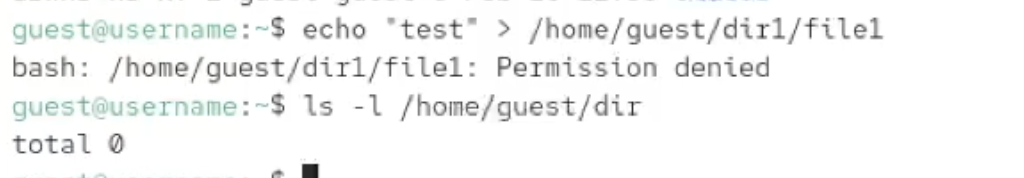 guest@username:~$ echo "test" > /home/guest/dir1/file1
bash: /home/guest/dir1/file1: Permission denied
guest@username:~$ ls -l /home/guest/dir
total 0